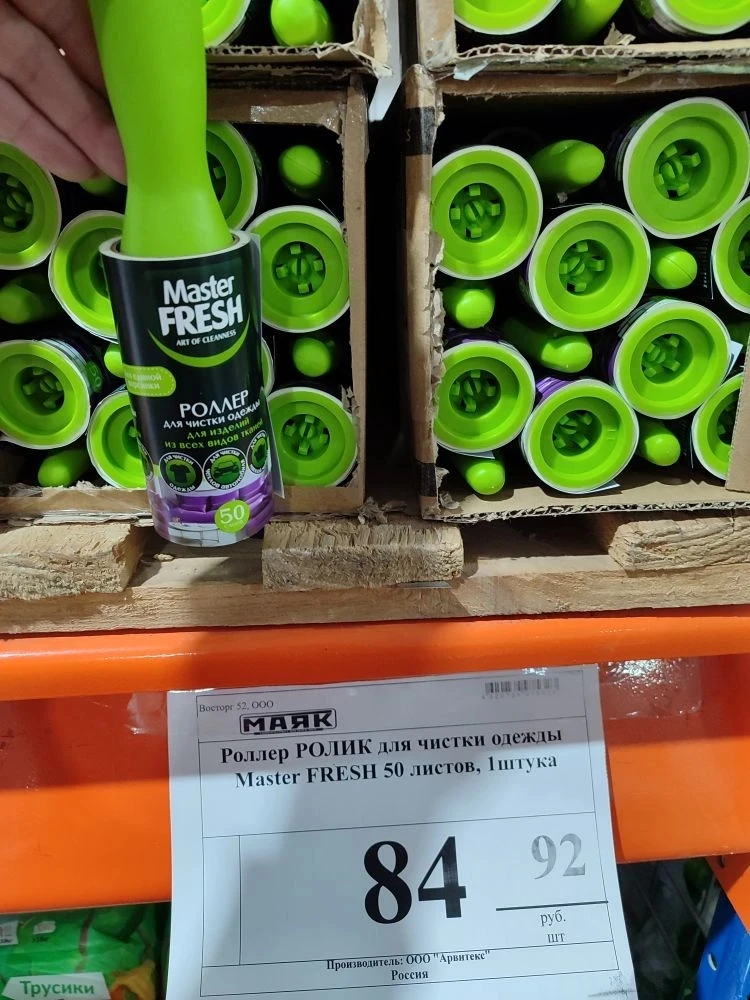 Master
FRESH
ART OF CLEANNESS
РОЛЛЕР
для чистки одежды
для изделий
из всех видов тканей
50
Восторг 52, ООО
МАЯК
Роллер РОЛИК для чистки одежды
Master FRESH 50 листов, 1штука
84 92
руб.
шт
Производитель: ООО "Арвитекс"
Россия
Трусики